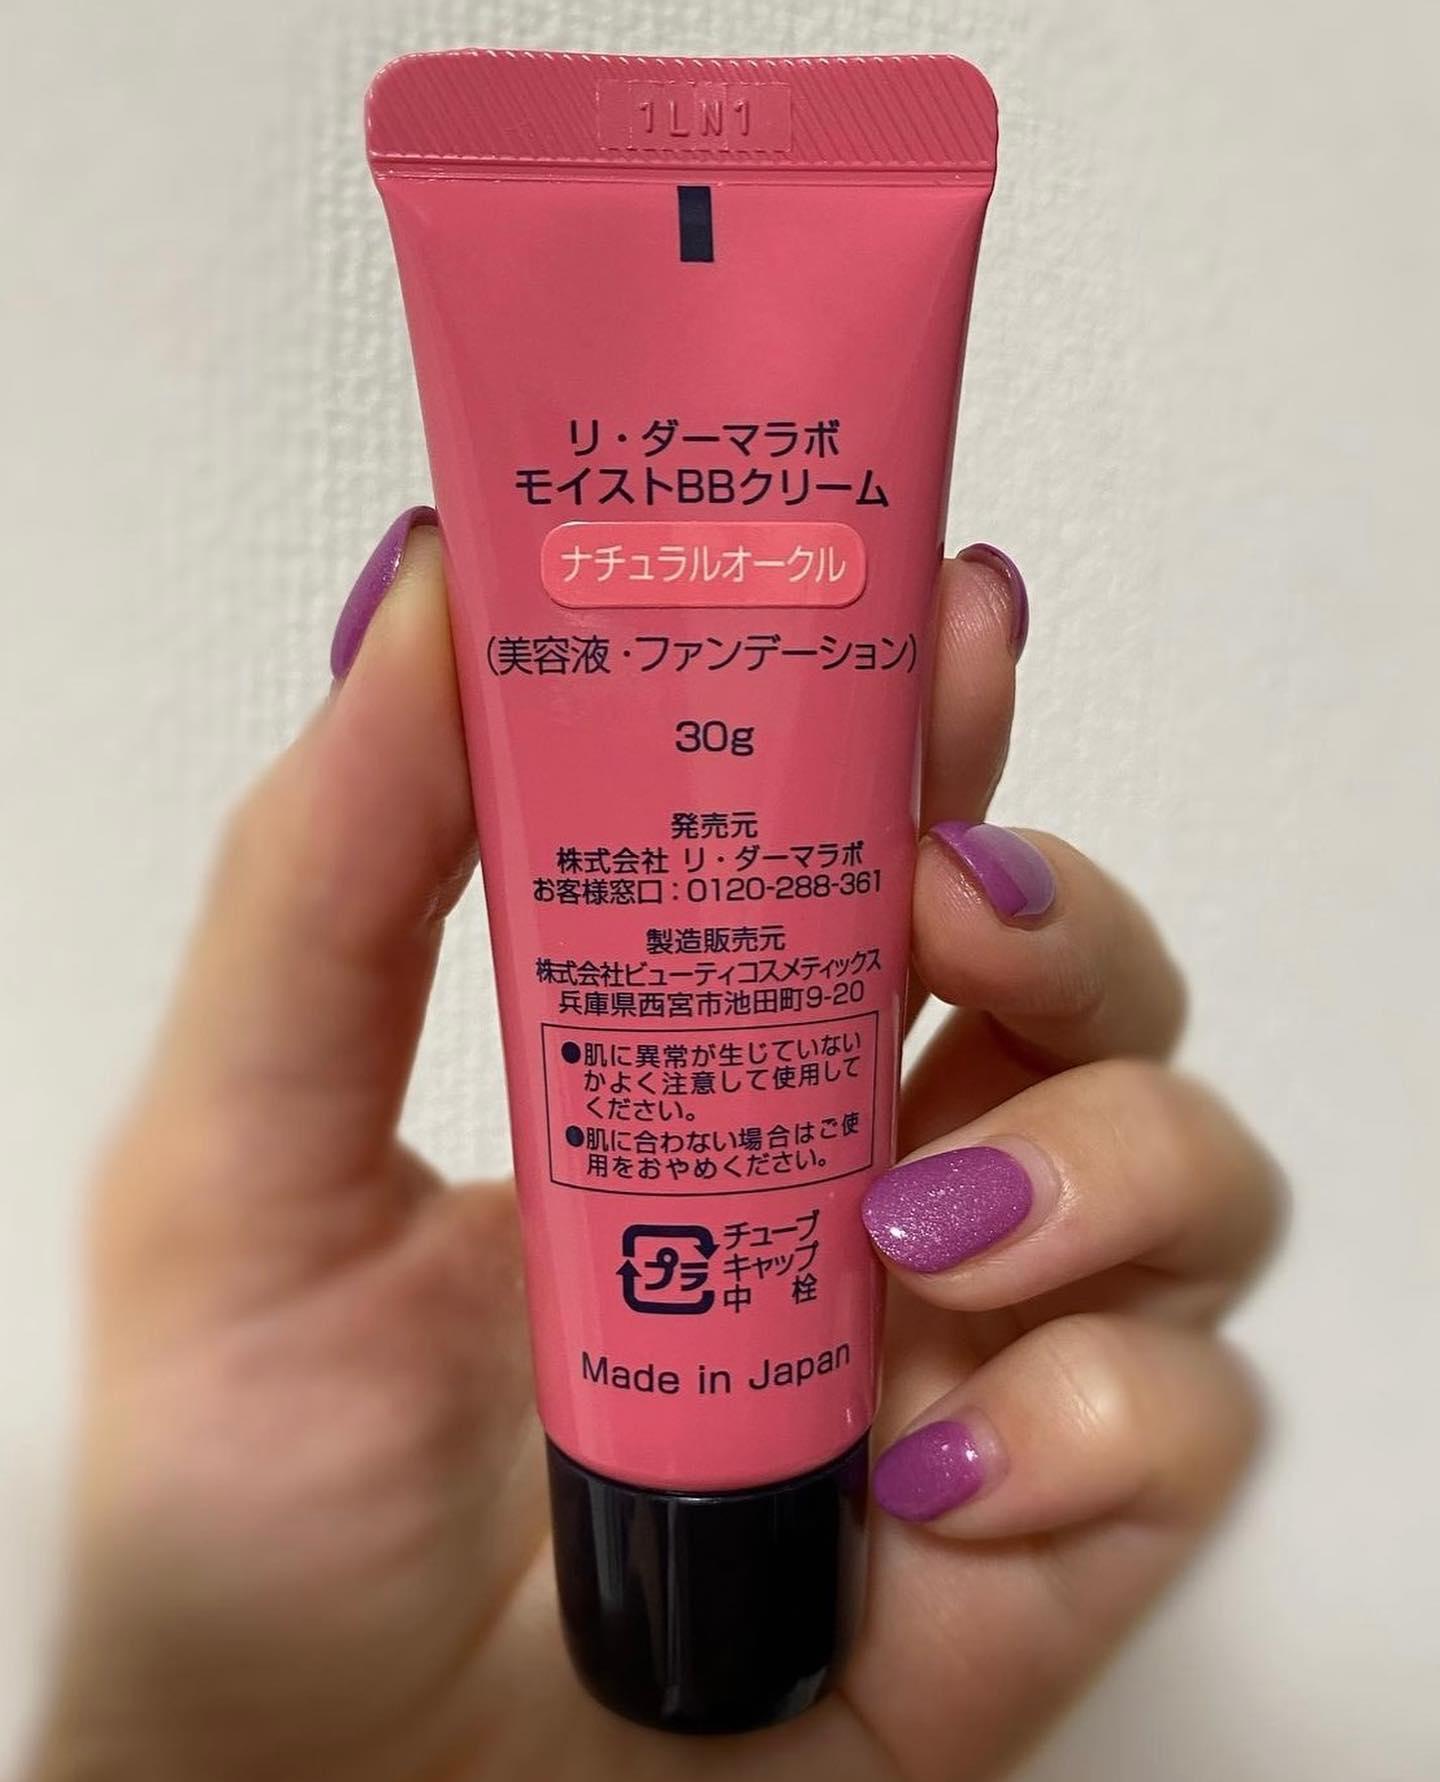 1LN1
リ・ダーマラボ
モイストBBクリーム
ナチュラルオークル
(美容液・ファンデーション)
30g
発売元
株式会社 リ・ダーマラボ
お客様窓口:0120-288-361
製造販売元
株式会社ビューティコスメティックス
兵庫県西宮市池田町9-20
●肌に異常が生じていない
かよく注意して使用して
ください。
●肌に合わない場合はご使
用をおやめください。
プラ
チューブ
キャップ
中 栓
Made in Japan